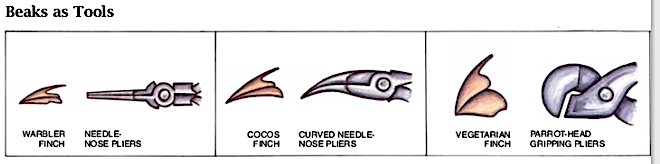 Beaks as Tools
WARBLER
FINCH
NEEDLE-
NOSE PLIERS
COCOS
FINCH
CURVED NEEDLE-
NOSE PLIERS
VEGETARIAN
FINCH
PARROT-HEAD
GRIPPING PLIERS